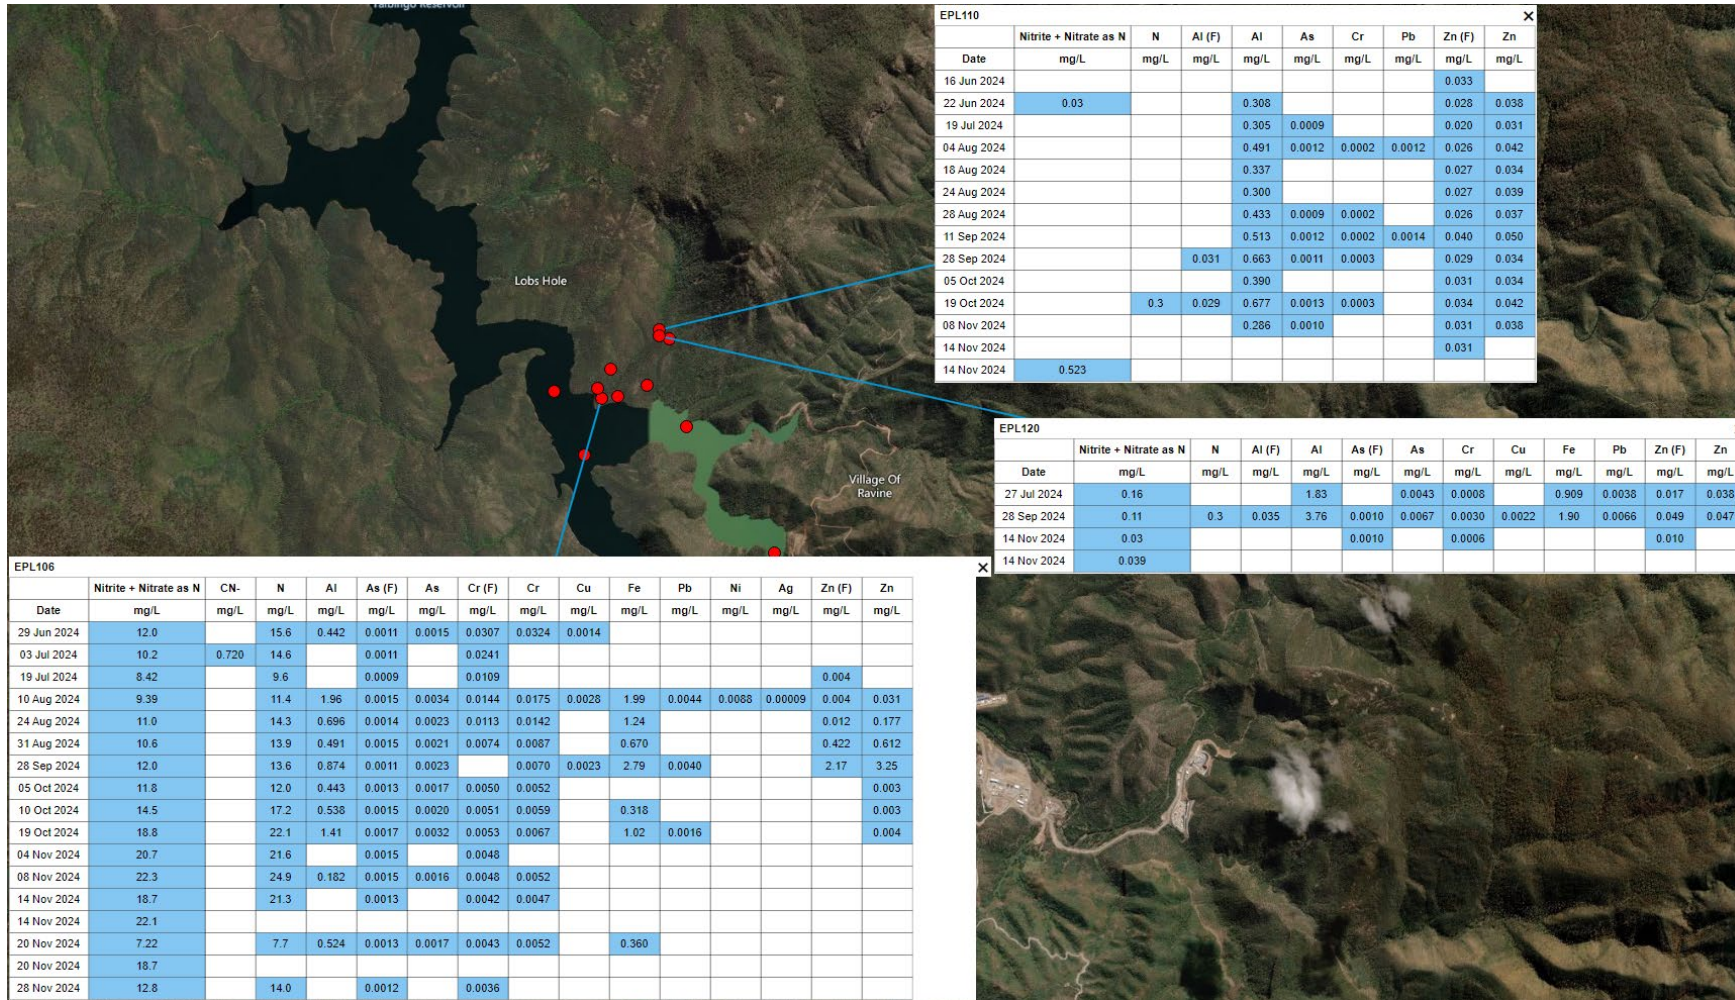 Talbingo Reservoir
Lobs Hole
Village Of
Ravine
EPL110 ×
Nitrite + Nitrate as N N Al (F) Al As Cr Pb Zn (F) Zn
Date mg/L mg/L mg/L mg/L mg/L mg/L mg/L mg/L mg/L
16 Jun 2024 0.033
22 Jun 2024 0.03 0.308 0.028 0.038
19 Jul 2024 0.305 0.0009 0.020 0.031
04 Aug 2024 0.491 0.0012 0.0002 0.0012 0.026 0.042
18 Aug 2024 0.337 0.027 0.034
24 Aug 2024 0.300 0.027 0.039
28 Aug 2024 0.433 0.0009 0.0002 0.026 0.037
11 Sep 2024 0.513 0.0012 0.0002 0.0014 0.040 0.050
28 Sep 2024 0.031 0.663 0.0011 0.0003 0.029 0.034
05 Oct 2024 0.390 0.031 0.034
19 Oct 2024 0.3 0.029 0.677 0.0013 0.0003 0.034 0.042
08 Nov 2024 0.286 0.0010 0.031 0.038
14 Nov 2024 0.031
14 Nov 2024 0.523
EPL120
Nitrite + Nitrate as N N Al (F) Al As (F) As Cr Cu Fe Pb Zn (F) Zn
Date mg/L mg/L mg/L mg/L mg/L mg/L mg/L mg/L mg/L mg/L mg/L mg/L
27 Jul 2024 0.16 1.83 0.0043 0.0008 0.909 0.0038 0.017 0.038
28 Sep 2024 0.11 0.3 0.035 3.76 0.0010 0.0067 0.0030 0.0022 1.90 0.0066 0.049 0.047
14 Nov 2024 0.03 0.0010 0.0006 0.010
14 Nov 2024 0.039
EPL106 ×
Nitrite + Nitrate as N CN- N Al As (F) As Cr (F) Cr Cu Fe Pb Ni Ag Zn (F) Zn
Date mg/L mg/L mg/L mg/L mg/L mg/L mg/L mg/L mg/L mg/L mg/L mg/L mg/L mg/L mg/L
29 Jun 2024 12.0 15.6 0.442 0.0011 0.0015 0.0307 0.0324 0.0014
03 Jul 2024 10.2 0.720 14.6 0.0011 0.0241
19 Jul 2024 8.42 9.6 0.0009 0.0109 0.004
10 Aug 2024 9.39 11.4 1.96 0.0015 0.0034 0.0144 0.0175 0.0028 1.99 0.0044 0.0088 0.00009 0.004 0.031
24 Aug 2024 11.0 14.3 0.696 0.0014 0.0023 0.0113 0.0142 1.24 0.012 0.177
31 Aug 2024 10.6 13.9 0.491 0.0015 0.0021 0.0074 0.0087 0.670 0.422 0.612
28 Sep 2024 12.0 13.6 0.874 0.0011 0.0023 0.0070 0.0023 2.79 0.0040 2.17 3.25
05 Oct 2024 11.8 12.0 0.443 0.0013 0.0017 0.0050 0.0052 0.003
10 Oct 2024 14.5 17.2 0.538 0.0015 0.0020 0.0051 0.0059 0.318 0.003
19 Oct 2024 18.8 22.1 1.41 0.0017 0.0032 0.0053 0.0067 1.02 0.0016 0.004
04 Nov 2024 20.7 21.6 0.0015 0.0048
08 Nov 2024 22.3 24.9 0.182 0.0015 0.0016 0.0048 0.0052
14 Nov 2024 18.7 21.3 0.0013 0.0042 0.0047
14 Nov 2024 22.1
20 Nov 2024 7.22 7.7 0.524 0.0013 0.0017 0.0043 0.0052 0.360
20 Nov 2024 18.7
28 Nov 2024 12.8 14.0 0.0012 0.0036